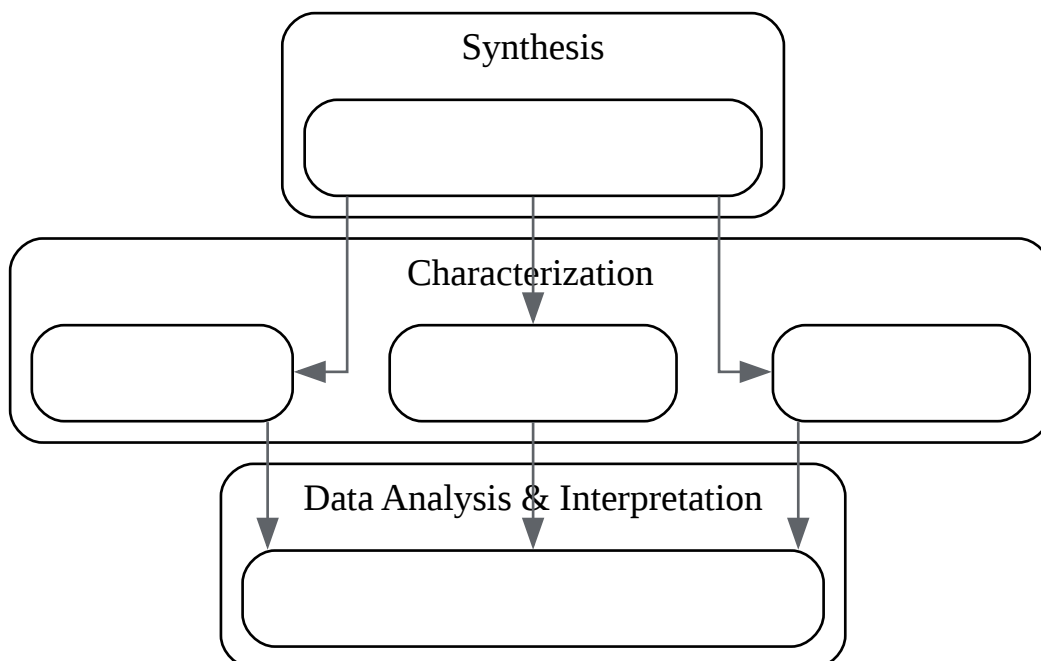 Synthesis
Characterization
Data Analysis & Interpretation